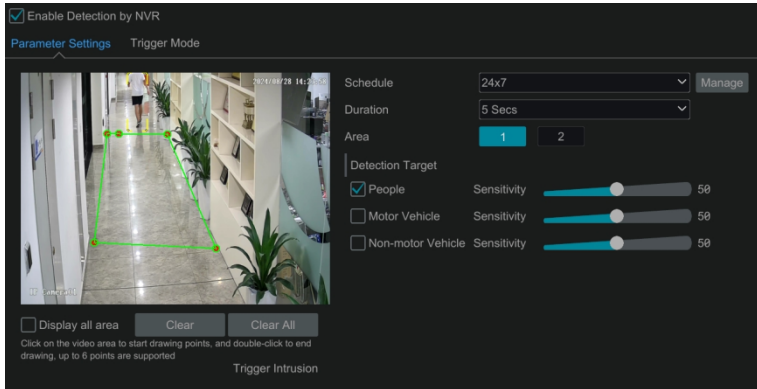 Enable Detection by NVR
Parameter Settings Trigger Mode
Schedule 24x7 Manage
Duration 5 Secs
Area 1 2
Detection Target
People Sensitivity 50
Motor Vehicle Sensitivity 50
Non-motor Vehicle Sensitivity 50
Display all area Clear Clear All
Click on the video area to start drawing points, and double-click to end
drawing, up to 6 points are supported
Trigger Intrusion